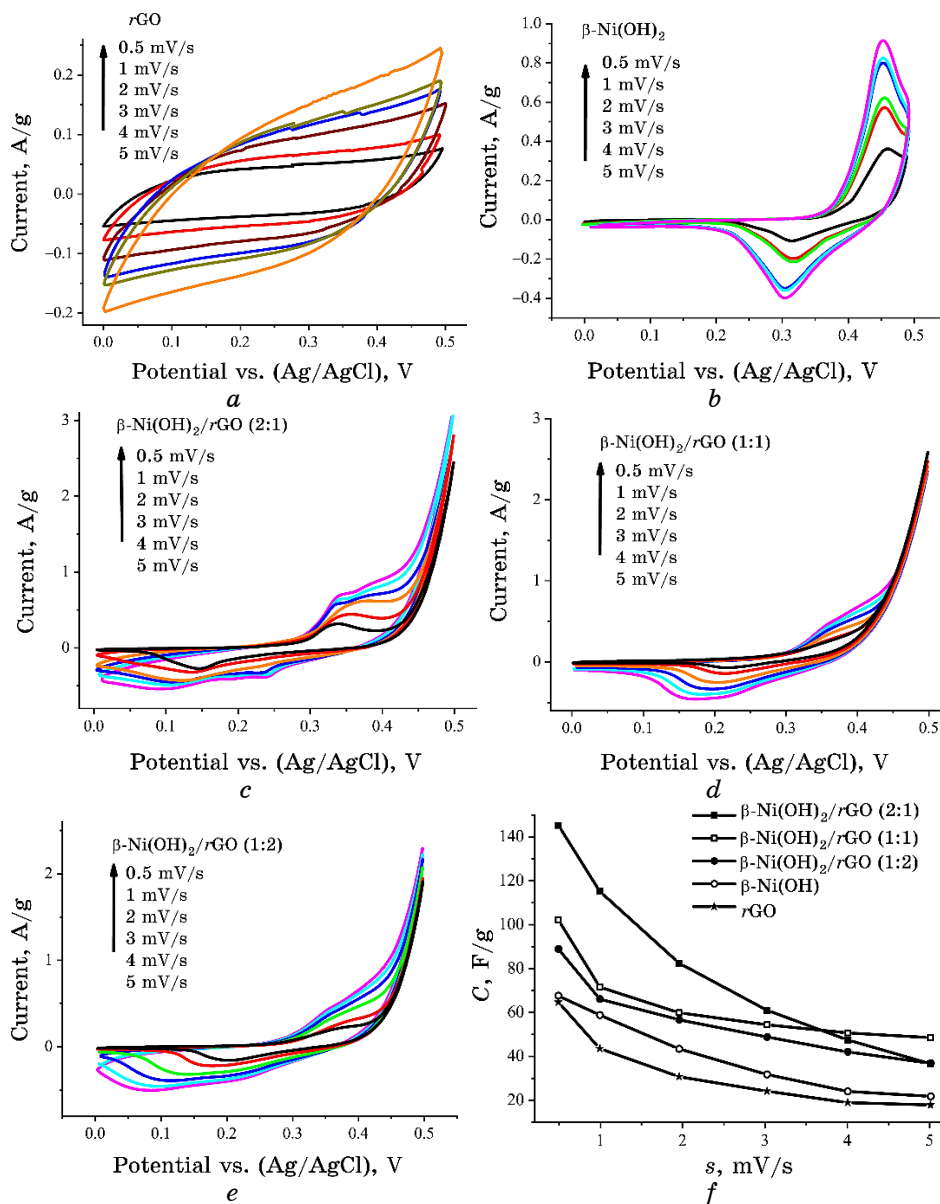 rGO
0.5 mV/s
1 mV/s
2 mV/s
3 mV/s
4 mV/s
5 mV/s
Current, A/g
0.2
0.1
0.0
–0.1
–0.2
0.0 0.1 0.2 0.3 0.4 0.5
Potential vs. (Ag/AgCl), V
a
β-Ni(OH)₂
0.5 mV/s
1 mV/s
2 mV/s
3 mV/s
4 mV/s
5 mV/s
Current, A/g
1.0
0.8
0.6
0.4
0.2
0.0
–0.2
–0.4
0.0 0.1 0.2 0.3 0.4 0.5
Potential vs. (Ag/AgCl), V
b
β-Ni(OH)₂/rGO (2:1)
0.5 mV/s
1 mV/s
2 mV/s
3 mV/s
4 mV/s
5 mV/s
Current, A/g
3
2
1
0
0.0 0.1 0.2 0.3 0.4 0.5
Potential vs. (Ag/AgCl), V
c
β-Ni(OH)₂/rGO (1:1)
0.5 mV/s
1 mV/s
2 mV/s
3 mV/s
4 mV/s
5 mV/s
Current, A/g
3
2
1
0
0.0 0.1 0.2 0.3 0.4 0.5
Potential vs. (Ag/AgCl), V
d
β-Ni(OH)₂/rGO (1:2)
0.5 mV/s
1 mV/s
2 mV/s
3 mV/s
4 mV/s
5 mV/s
Current, A/g
2
1
0
0.0 0.1 0.2 0.3 0.4 0.5
Potential vs. (Ag/AgCl), V
e
β-Ni(OH)₂/rGO (2:1)
β-Ni(OH)₂/rGO (1:1)
β-Ni(OH)₂/rGO (1:2)
β-Ni(OH)
rGO
C, F/g
140
120
100
80
60
40
20
1 2 3 4 5
s, mV/s
f